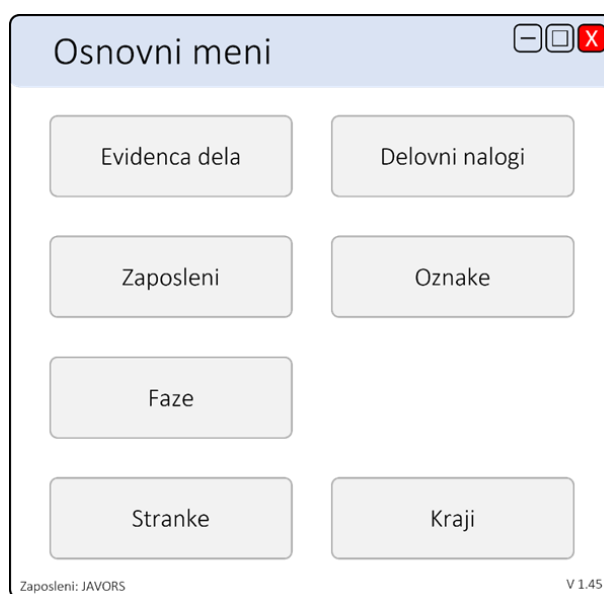 Osnovni meni
X
Evidenca dela
Delovni nalogi
Zaposleni
Oznake
Faze
Stranke
Kraji
Zaposleni: JAVORS
V 1.45